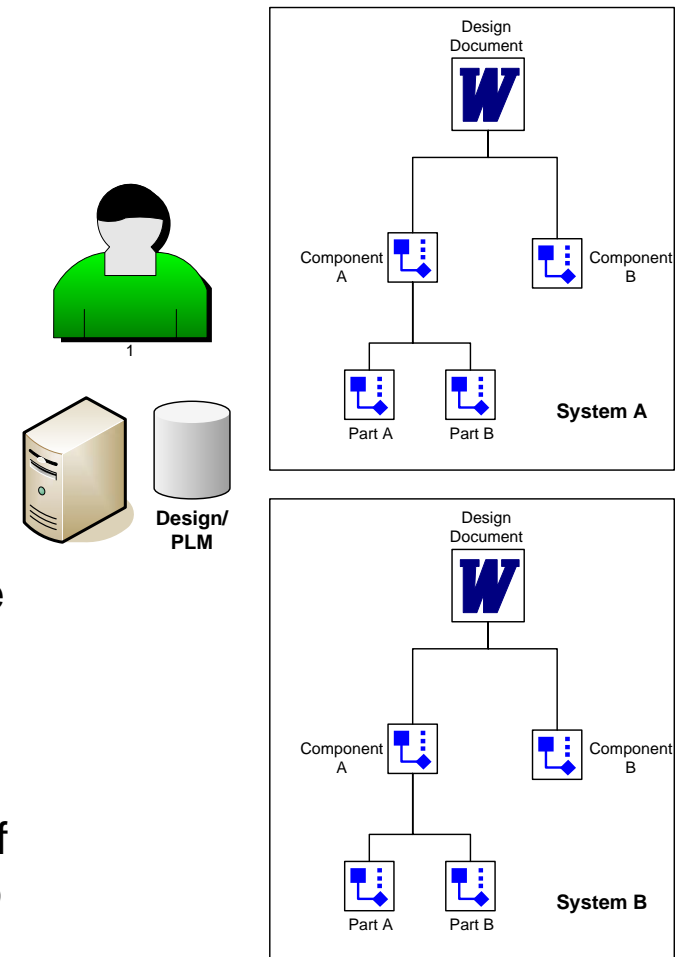 Design
Document
W
Component
A
Component
B
Part A
Part B
System A
1
Design/
PLM
Design
Document
W
Component
A
Component
B
Part A
Part B
System B